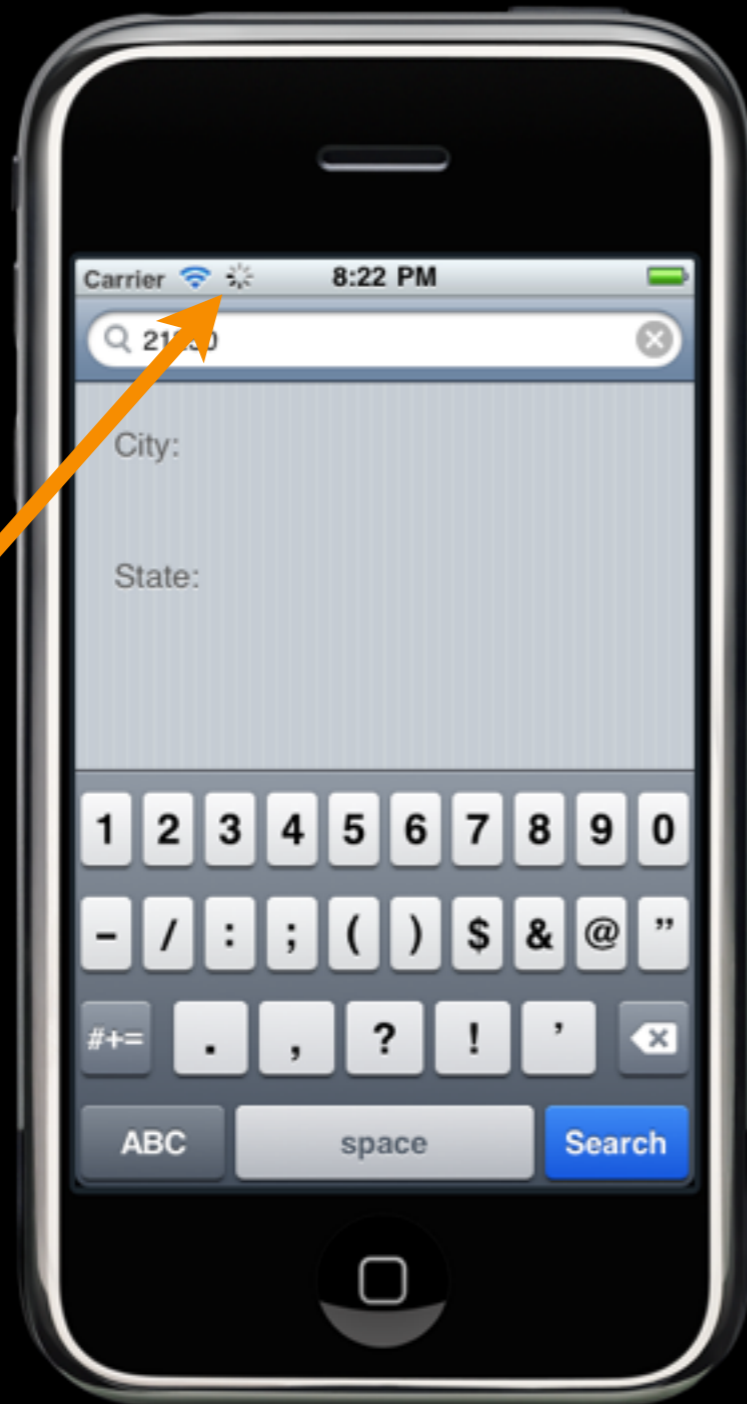 Carrier 8:22 PM
City:
State:
1 2 3 4 5 6 7 8 9 0
- / : ; ( ) $ & @ ”
#+= . , ? ! ’
ABC space Search